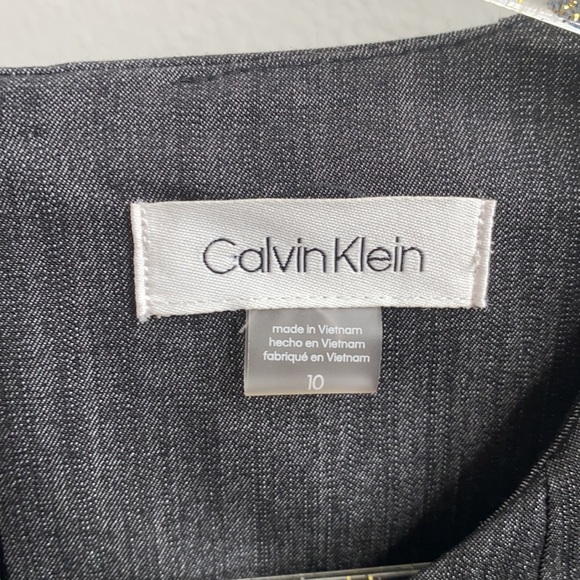 Calvin Klein
made in Vietnam
hecho en Vietnam
fabriqué en Vietnam
10